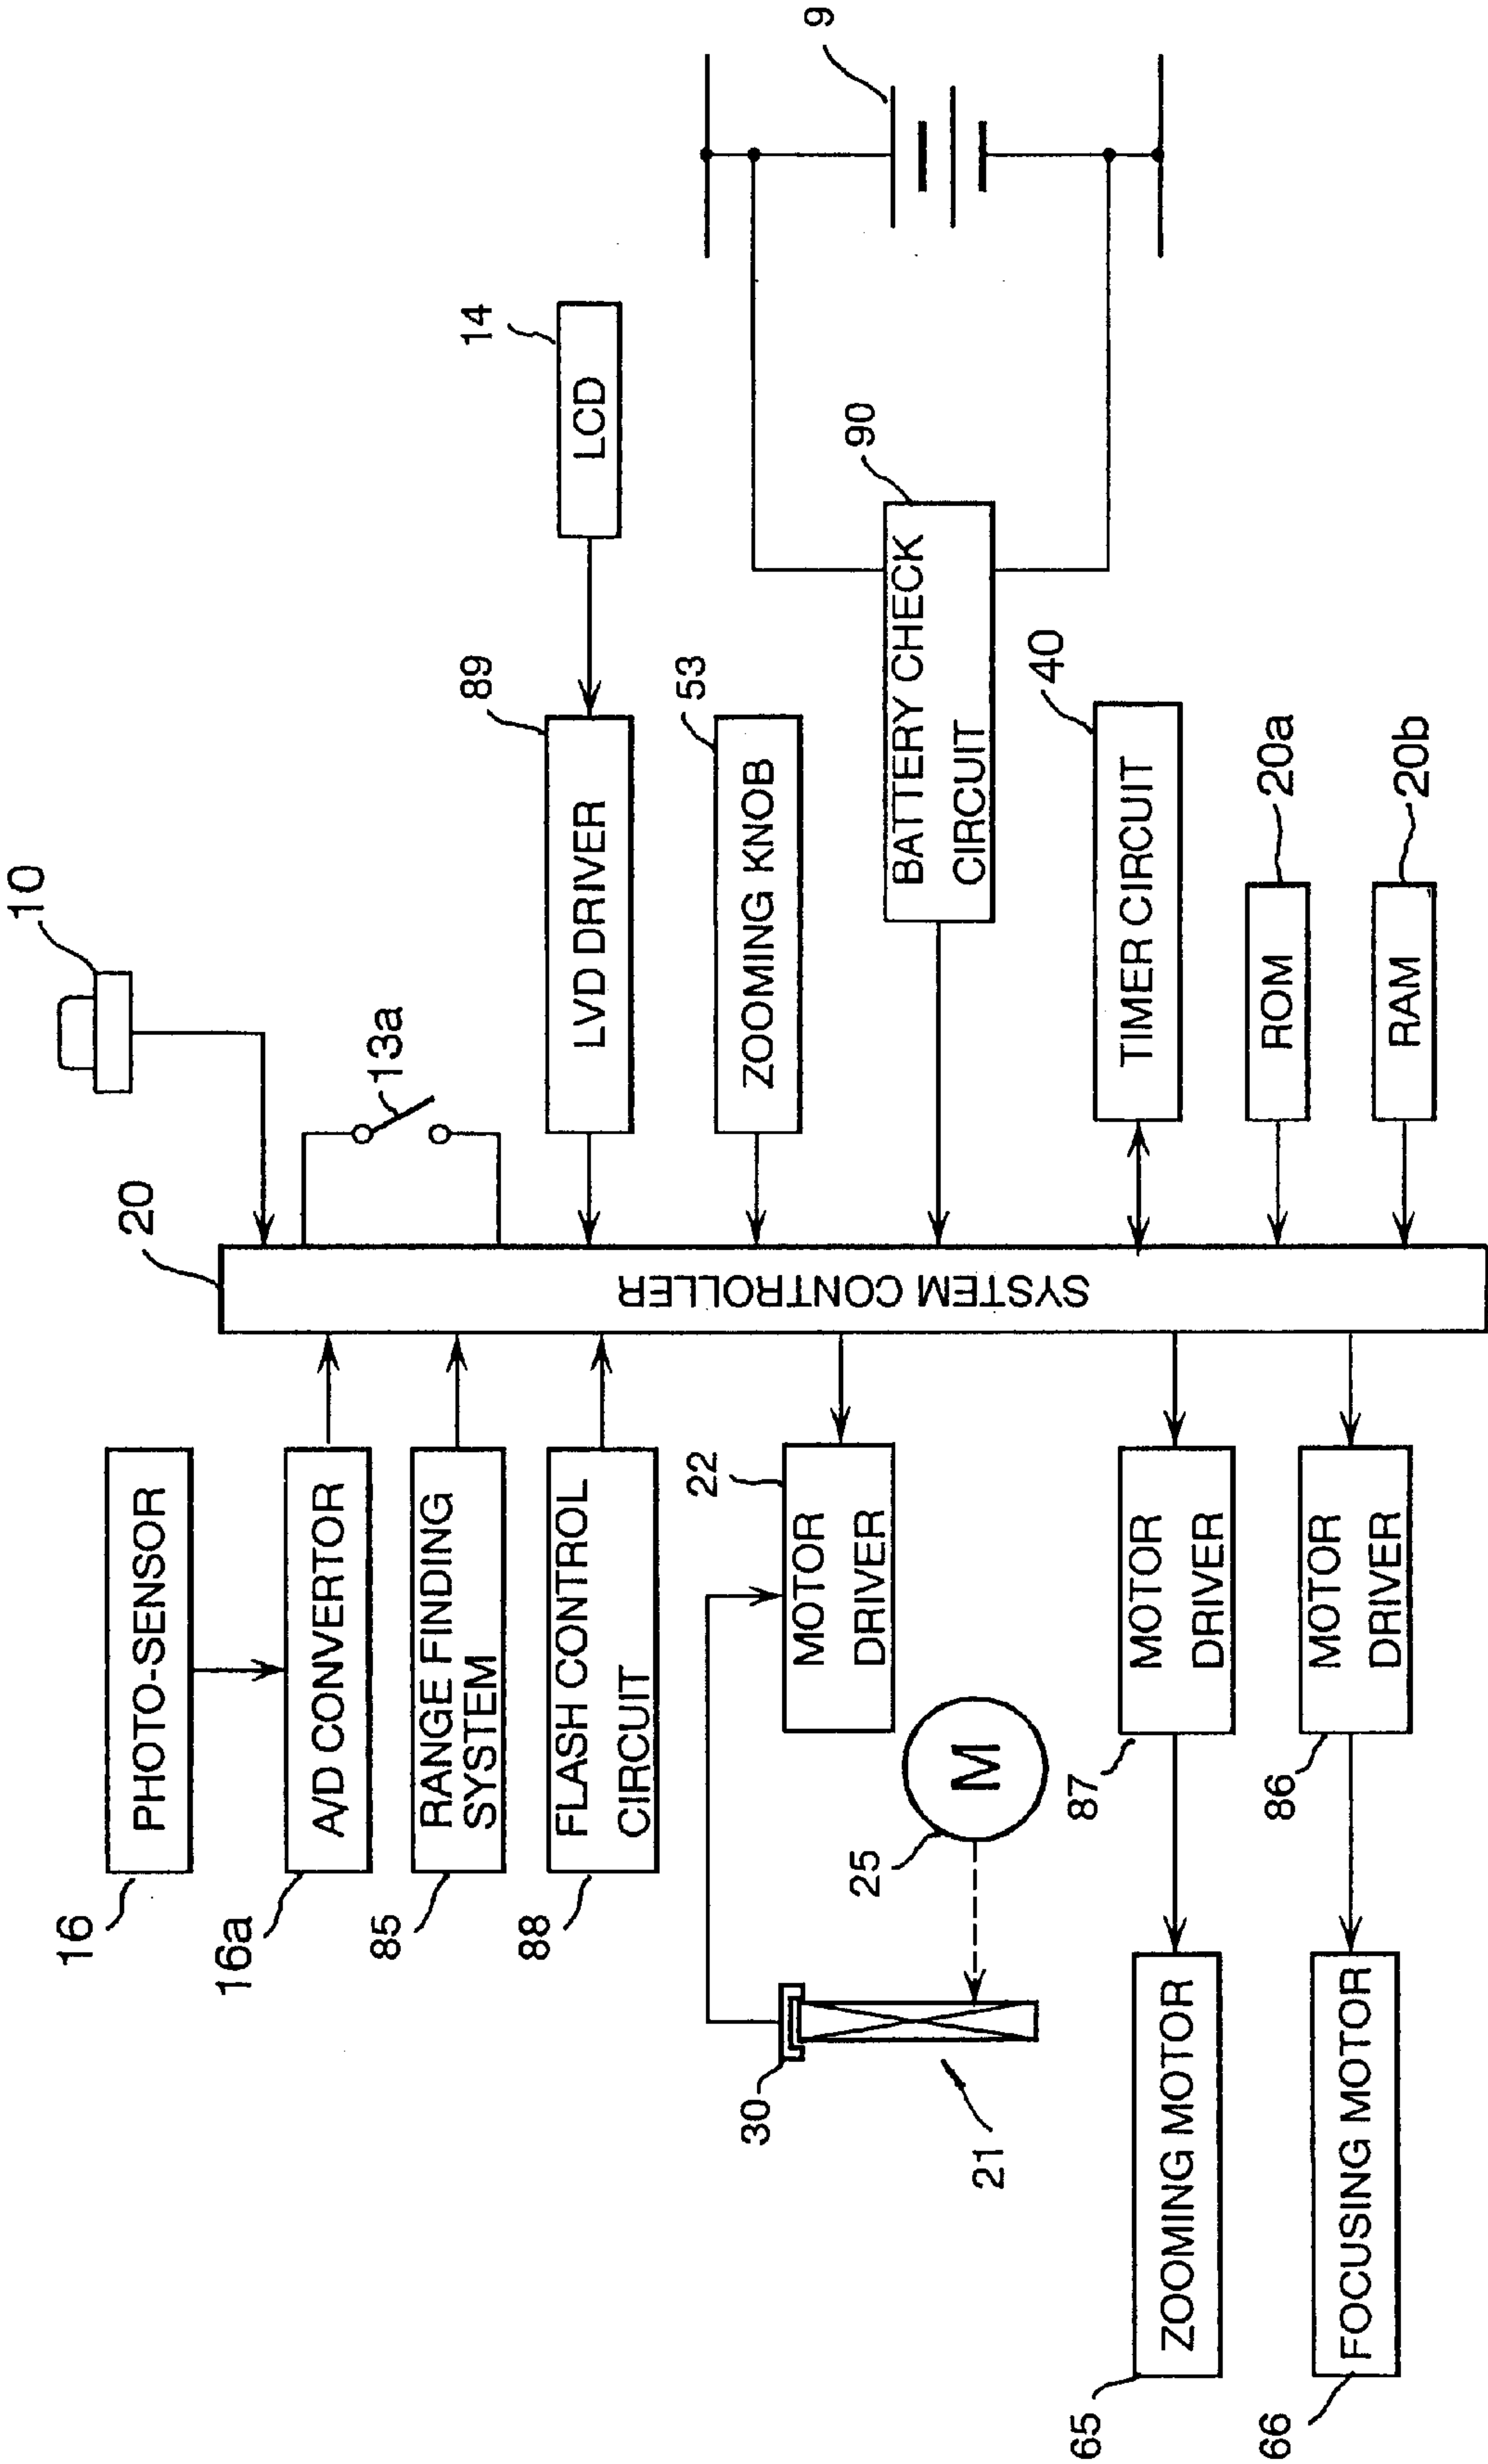 10
20
13a
16
PHOTO-SENSOR
16a
A/D CONVERTOR
85
RANGE FINDING
SYSTEM
88
FLASH CONTROL
CIRCUIT
SYSTEM CONTROLLER
89
LVD DRIVER
14
LCD
53
ZOOMING KNOB
90
BATTERY CHECK
CIRCUIT
9
40
TIMER CIRCUIT
20a
ROM
20b
RAM
22
MOTOR
DRIVER
30
21
25
M
87
MOTOR
DRIVER
65
ZOOMING MOTOR
86
MOTOR
DRIVER
66
FOCUSING MOTOR